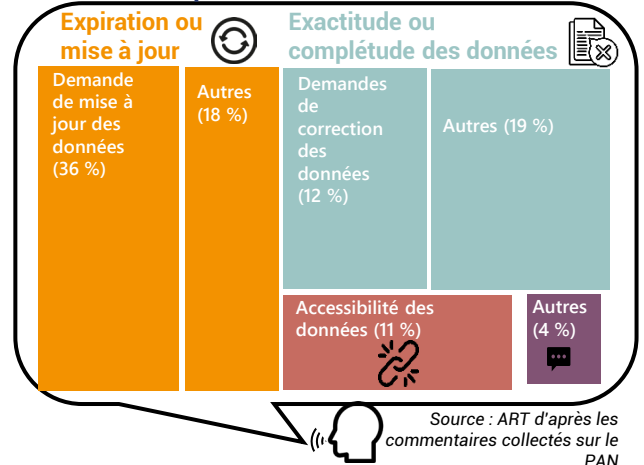 Expiration ou
mise à jour
Exactitude ou
complétude des données
Demande
de mise à
jour des
données
(36 %)
Autres
(18 %)
Demandes
de
correction
des
données
(12 %)
Autres (19 %)
Accessibilité des
données (11 %)
Autres
(4 %)
Source : ART d'après les
commentaires collectés sur le
PAN